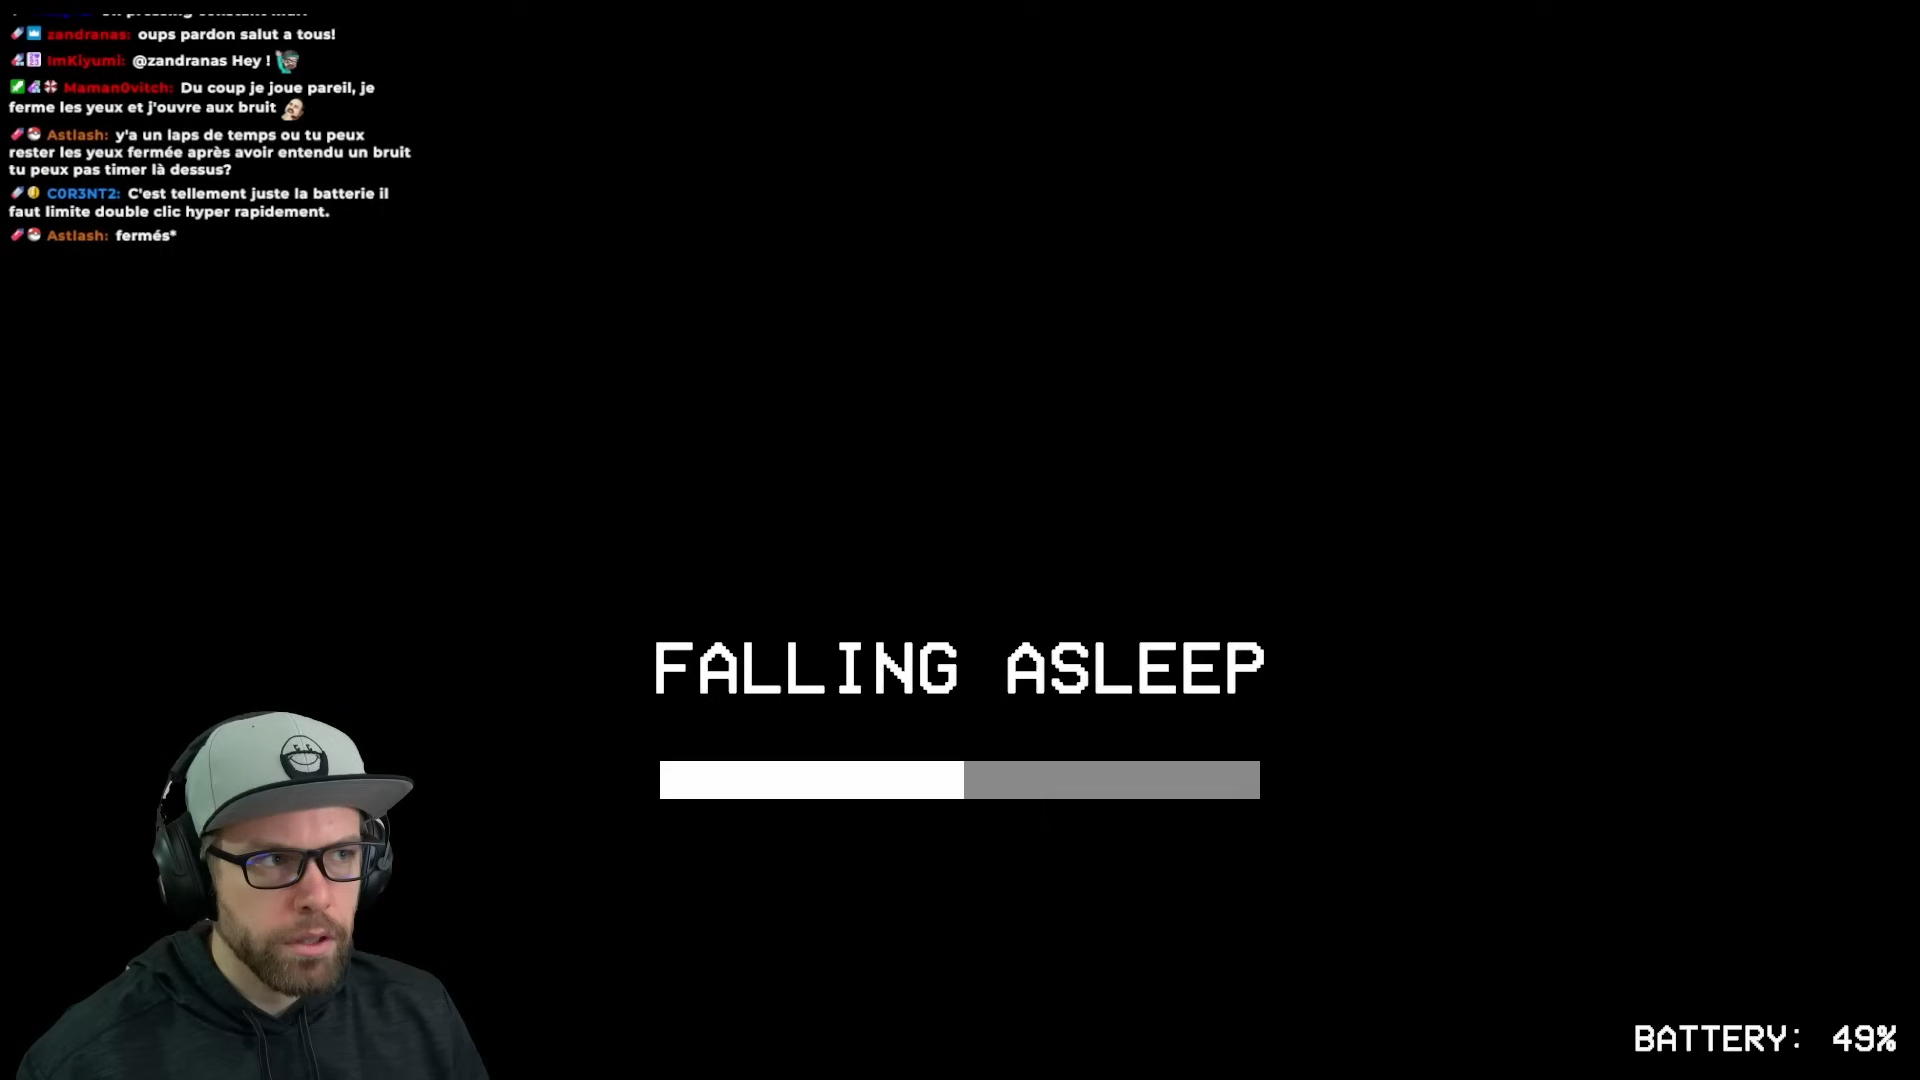 zandranas: oups pardon salut a tous!
ImKiyumi: @zandranas Hey !
Maman0vitch: Du coup je joue pareil, je
ferme les yeux et j'ouvre aux bruit
Astlash: y'a un laps de temps ou tu peux
rester les yeux fermée après avoir entendu un bruit
tu peux pas timer là dessus?
C0R3NT2: C'est tellement juste la batterie il
faut limite double clic hyper rapidement.
Astlash: fermés*
FALLING ASLEEP
BATTERY: 49%